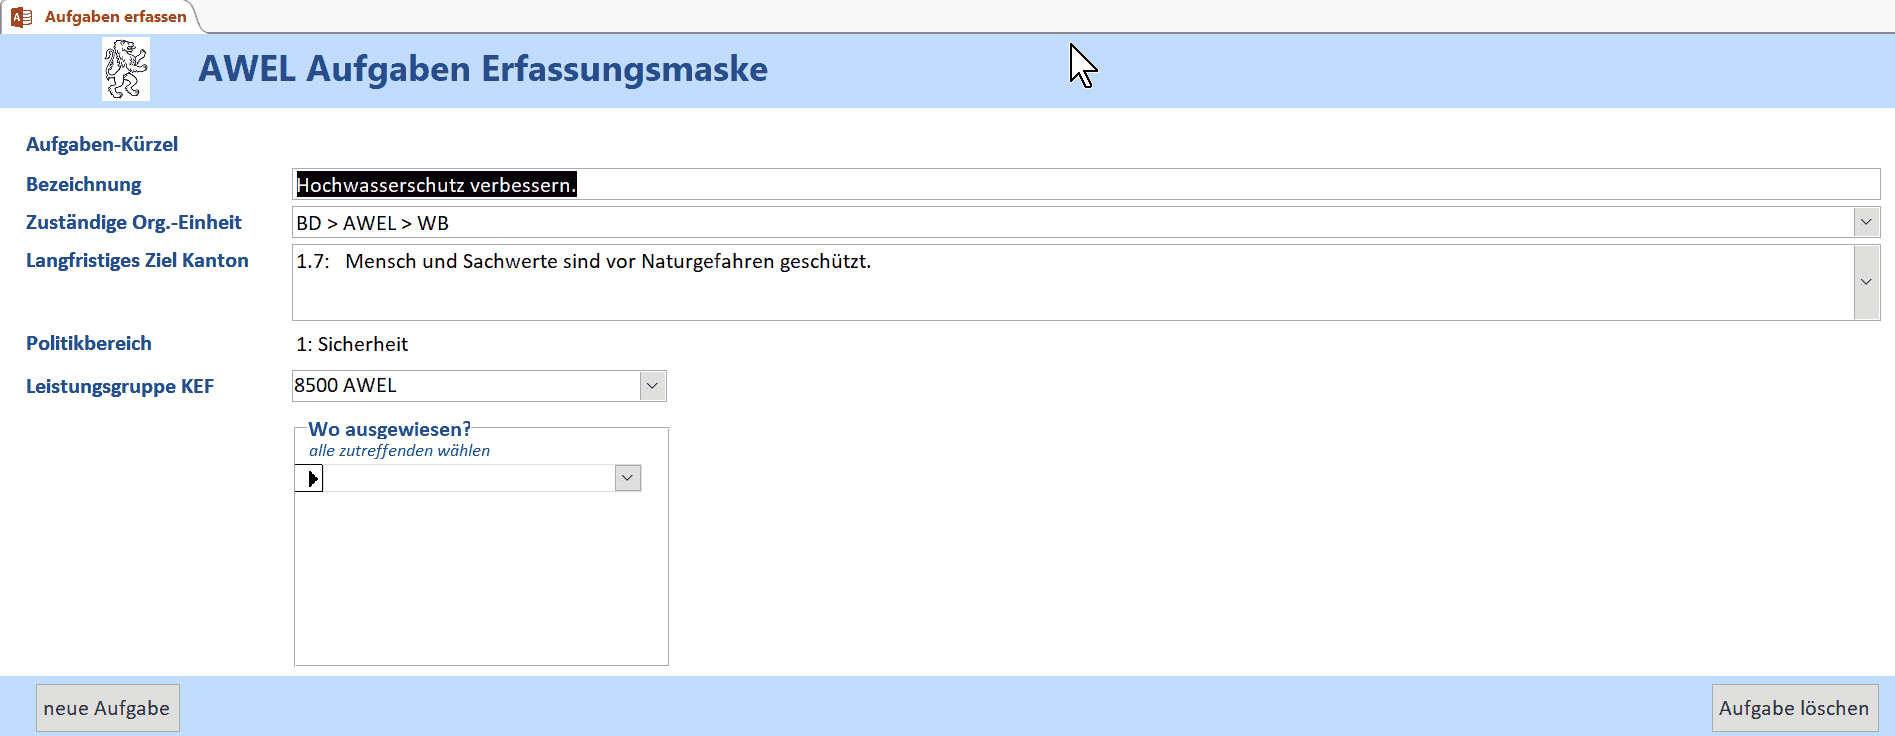 Aufgaben erfassen
AWEL Aufgaben Erfassungsmaske
Aufgaben-Kürzel
Bezeichnung Hochwasserschutz verbessern.
Zuständige Org.-Einheit BD > AWEL > WB
Langfristiges Ziel Kanton 1.7: Mensch und Sachwerte sind vor Naturgefahren geschützt.
Politikbereich 1: Sicherheit
Leistungsgruppe KEF 8500 AWEL
Wo ausgewiesen?
alle zutreffenden wählen
neue Aufgabe Aufgabe löschen